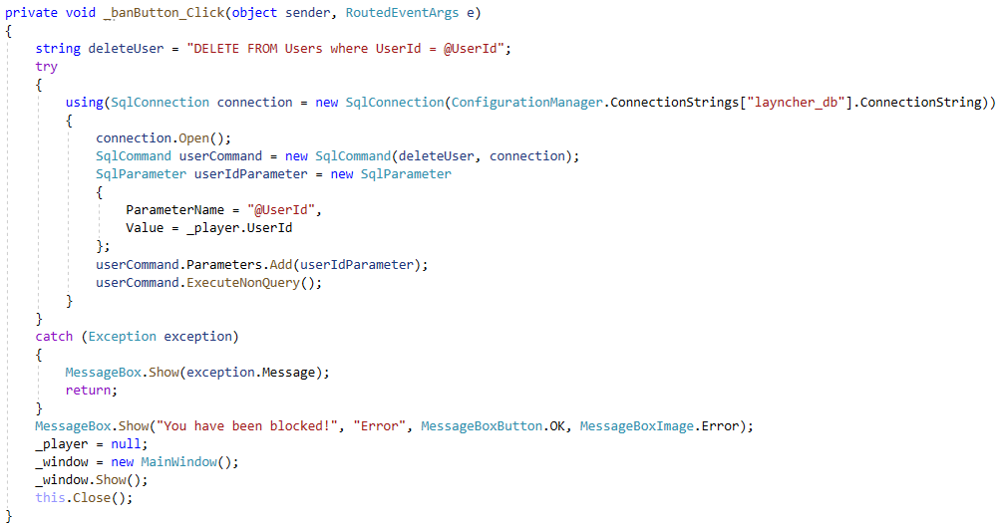 private void _banButton_Click(object sender, RoutedEventArgs e)
{
string deleteUser = "DELETE FROM Users where UserId = @UserId";
try
{
using(SqlConnection connection = new SqlConnection(ConfigurationManager.ConnectionStrings["layncher_db"].ConnectionString))
{
connection.Open();
SqlCommand userCommand = new SqlCommand(deleteUser, connection);
SqlParameter userIdParameter = new SqlParameter
{
ParameterName = "@UserId",
Value = _player.UserId
};
userCommand.Parameters.Add(userIdParameter);
userCommand.ExecuteNonQuery();
}
}
catch (Exception exception)
{
MessageBox.Show(exception.Message);
return;
}
MessageBox.Show("You have been blocked!", "Error", MessageBoxButton.OK, MessageBoxImage.Error);
_player = null;
_window = new MainWindow();
_window.Show();
this.Close();
}